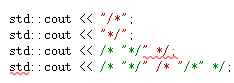 std::cout << "/*";
std::cout << "*/";
std::cout << /* "*/" */;
std::cout << /* "*/" /* "/*" */;